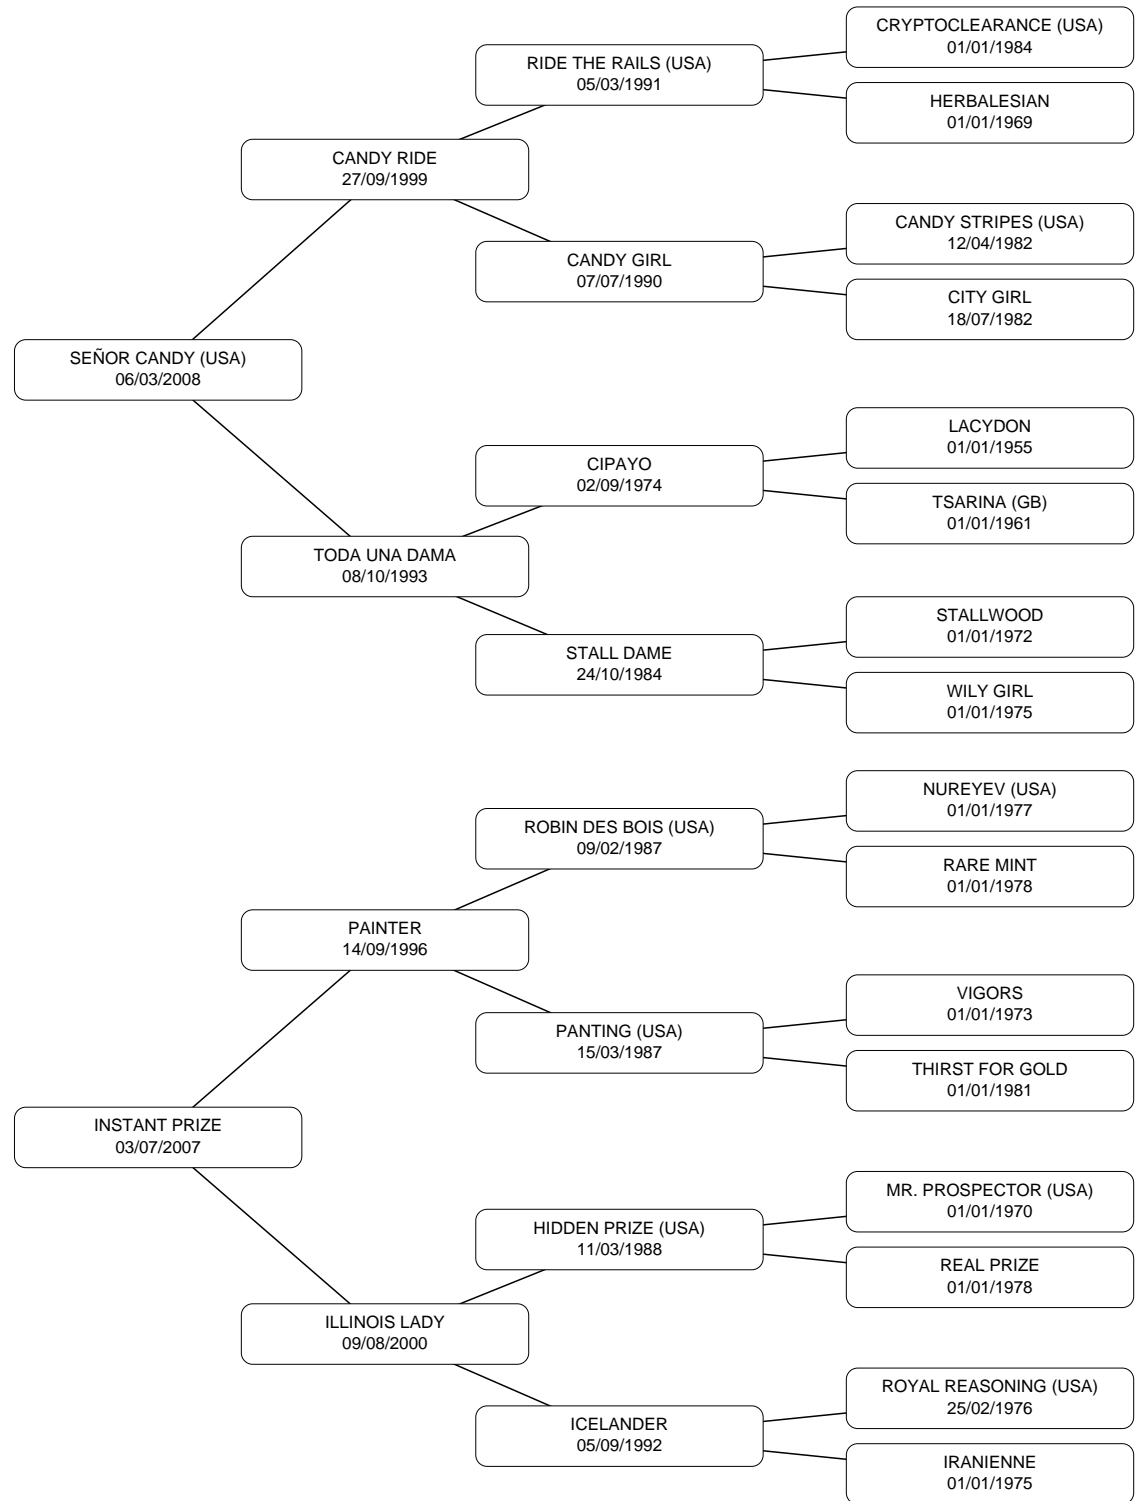 CRYPTOCLEARANCE (USA)
01/01/1984
RIDE THE RAILS (USA)
05/03/1991
HERBALESIAN
01/01/1969
CANDY RIDE
27/09/1999
CANDY STRIPES (USA)
12/04/1982
CANDY GIRL
07/07/1990
CITY GIRL
18/07/1982
SEÑOR CANDY (USA)
06/03/2008
LACYDON
01/01/1955
CIPAYO
02/09/1974
TSARINA (GB)
01/01/1961
TODA UNA DAMA
08/10/1993
STALLWOOD
01/01/1972
STALL DAME
24/10/1984
WILY GIRL
01/01/1975
NUREYEV (USA)
01/01/1977
ROBIN DES BOIS (USA)
09/02/1987
RARE MINT
01/01/1978
PAINTER
14/09/1996
VIGORS
01/01/1973
PANTING (USA)
15/03/1987
THIRST FOR GOLD
01/01/1981
INSTANT PRIZE
03/07/2007
MR. PROSPECTOR (USA)
01/01/1970
HIDDEN PRIZE (USA)
11/03/1988
REAL PRIZE
01/01/1978
ILLINOIS LADY
09/08/2000
ROYAL REASONING (USA)
25/02/1976
ICELANDER
05/09/1992
IRANIENNE
01/01/1975